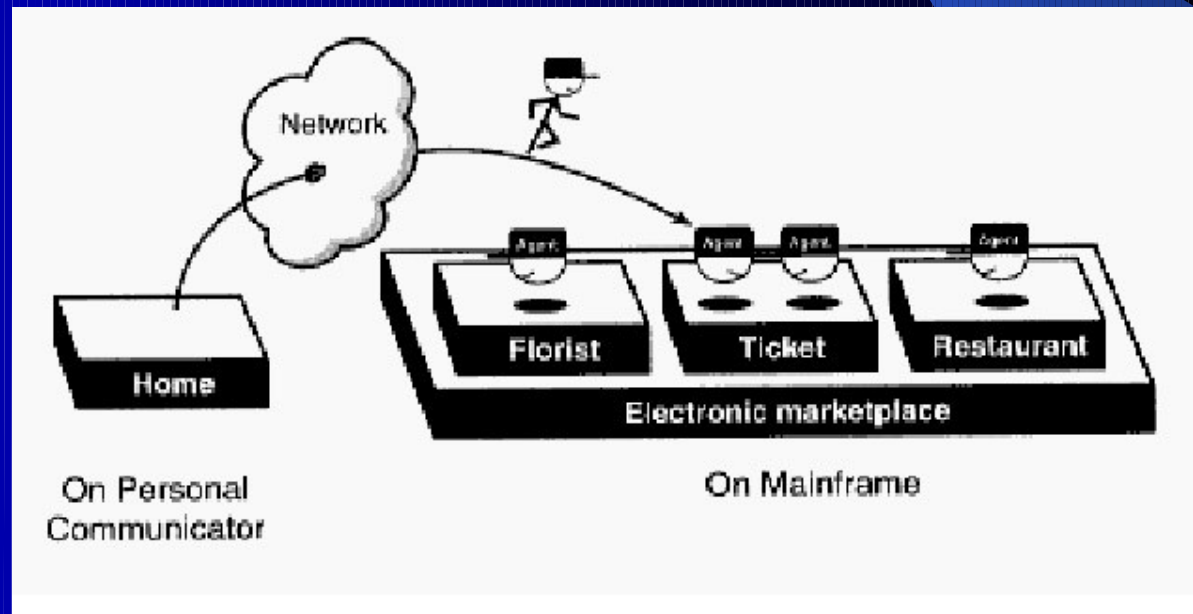 Network
Agent
Agent
Agent
Agent
Florist
Ticket
Restaurant
Home
Electronic marketplace
On Personal
Communicator
On Mainframe